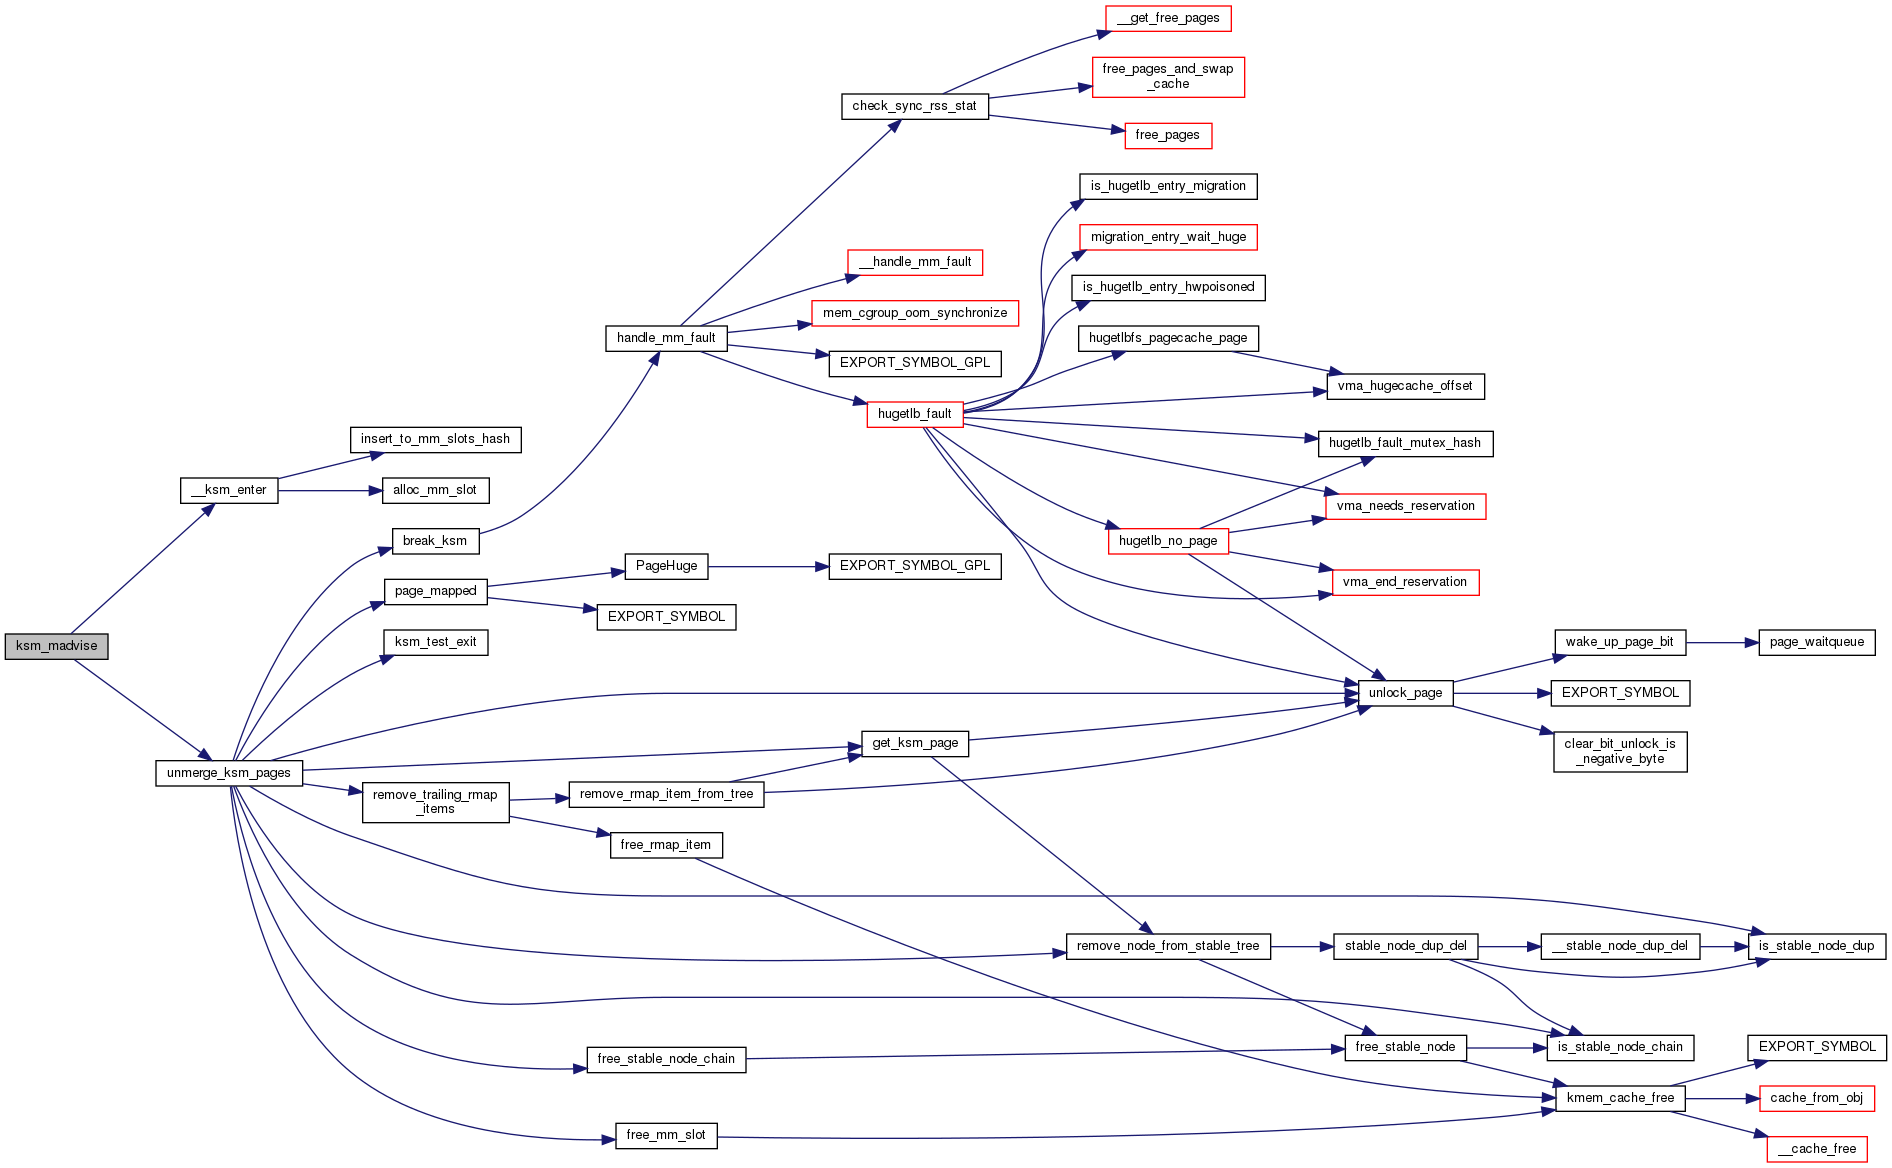 __get_free_pages
free_pages_and_swap
_cache
check_sync_rss_stat
free_pages
is_hugetlb_entry_migration
migration_entry_wait_huge
__handle_mm_fault
is_hugetlb_entry_hwpoisoned
mem_cgroup_oom_synchronize
handle_mm_fault
hugetlbfs_pagecache_page
EXPORT_SYMBOL_GPL
vma_hugecache_offset
hugetlb_fault
insert_to_mm_slots_hash
hugetlb_fault_mutex_hash
__ksm_enter
alloc_mm_slot
vma_needs_reservation
break_ksm
hugetlb_no_page
PageHuge
EXPORT_SYMBOL_GPL
vma_end_reservation
page_mapped
EXPORT_SYMBOL
ksm_madvise
ksm_test_exit
wake_up_page_bit
page_waitqueue
unlock_page
EXPORT_SYMBOL
get_ksm_page
clear_bit_unlock_is
_negative_byte
unmerge_ksm_pages
remove_trailing_rmap
_items
remove_rmap_item_from_tree
free_rmap_item
remove_node_from_stable_tree
stable_node_dup_del
__stable_node_dup_del
is_stable_node_dup
free_stable_node_chain
free_stable_node
is_stable_node_chain
EXPORT_SYMBOL
kmem_cache_free
cache_from_obj
free_mm_slot
__cache_free